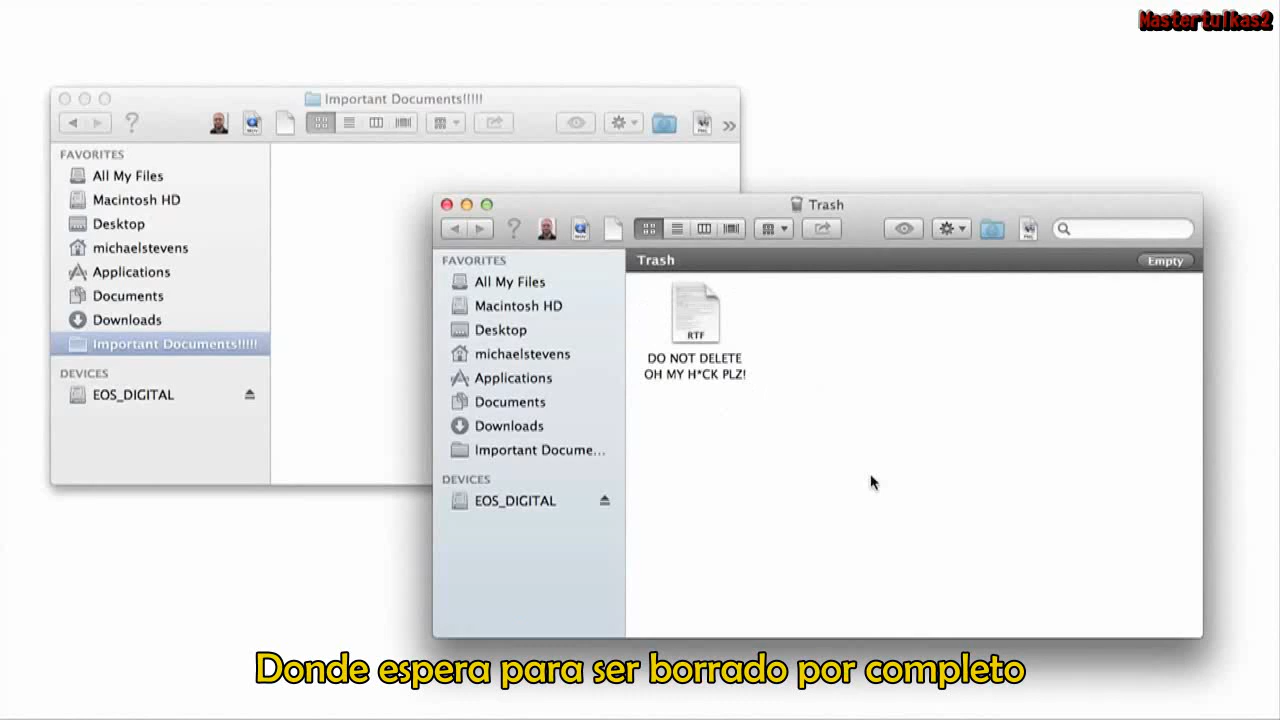 Mastertulkas2
Important Documents!!!!!
FAVORITES
All My Files
Macintosh HD
Desktop
michaelstevens
Applications
Documents
Downloads
Important Documents!!!!!
DEVICES
EOS_DIGITAL
Trash
FAVORITES
All My Files
Macintosh HD
Desktop
michaelstevens
Applications
Documents
Downloads
Important Docume...
DEVICES
EOS_DIGITAL
Trash
Empty
RTF
DO NOT DELETE
OH MY H*CK PLZ!
Donde espera para ser borrado por completo